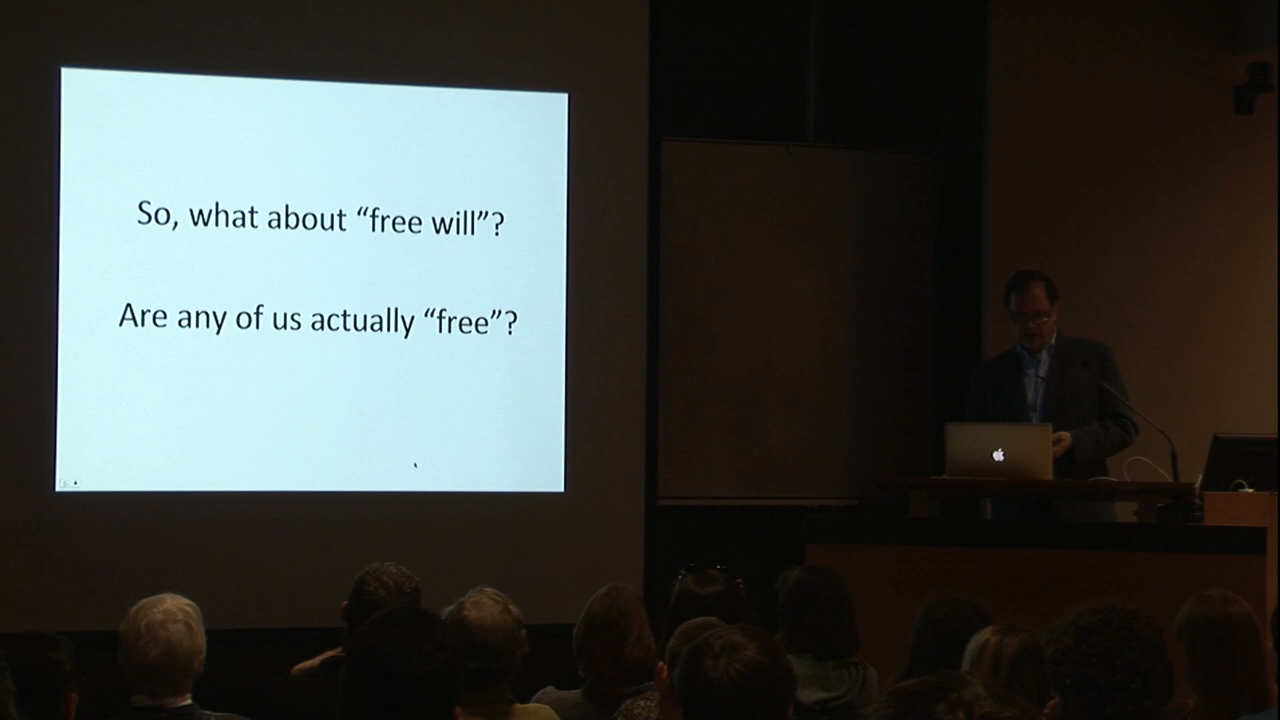 So, what about “free will”?
Are any of us actually “free”?